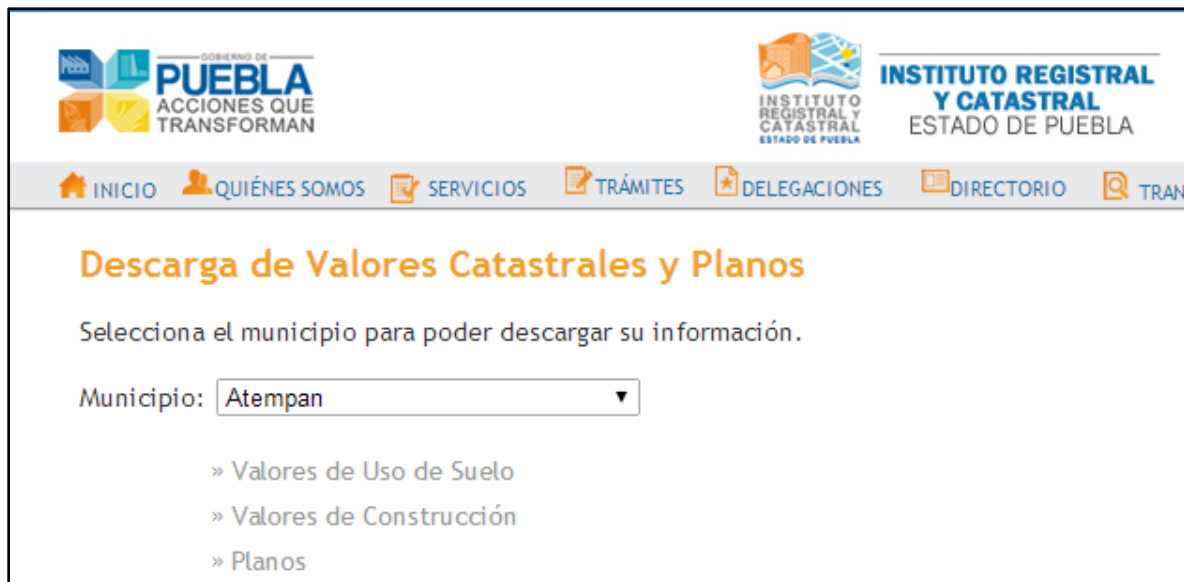 GOBIERNO DE
PUEBLA
ACCIONES QUE
TRANSFORMAN
INSTITUTO
REGISTRAL Y
CATASTRAL
ESTADO DE PUEBLA
INSTITUTO REGISTRAL
Y CATASTRAL
ESTADO DE PUEBLA
INICIO QUIÉNES SOMOS SERVICIOS TRÁMITES DELEGACIONES DIRECTORIO TRAN
Descarga de Valores Catastrales y Planos
Selecciona el municipio para poder descargar su información.
Municipio: Atempan
» Valores de Uso de Suelo
» Valores de Construcción
» Planos